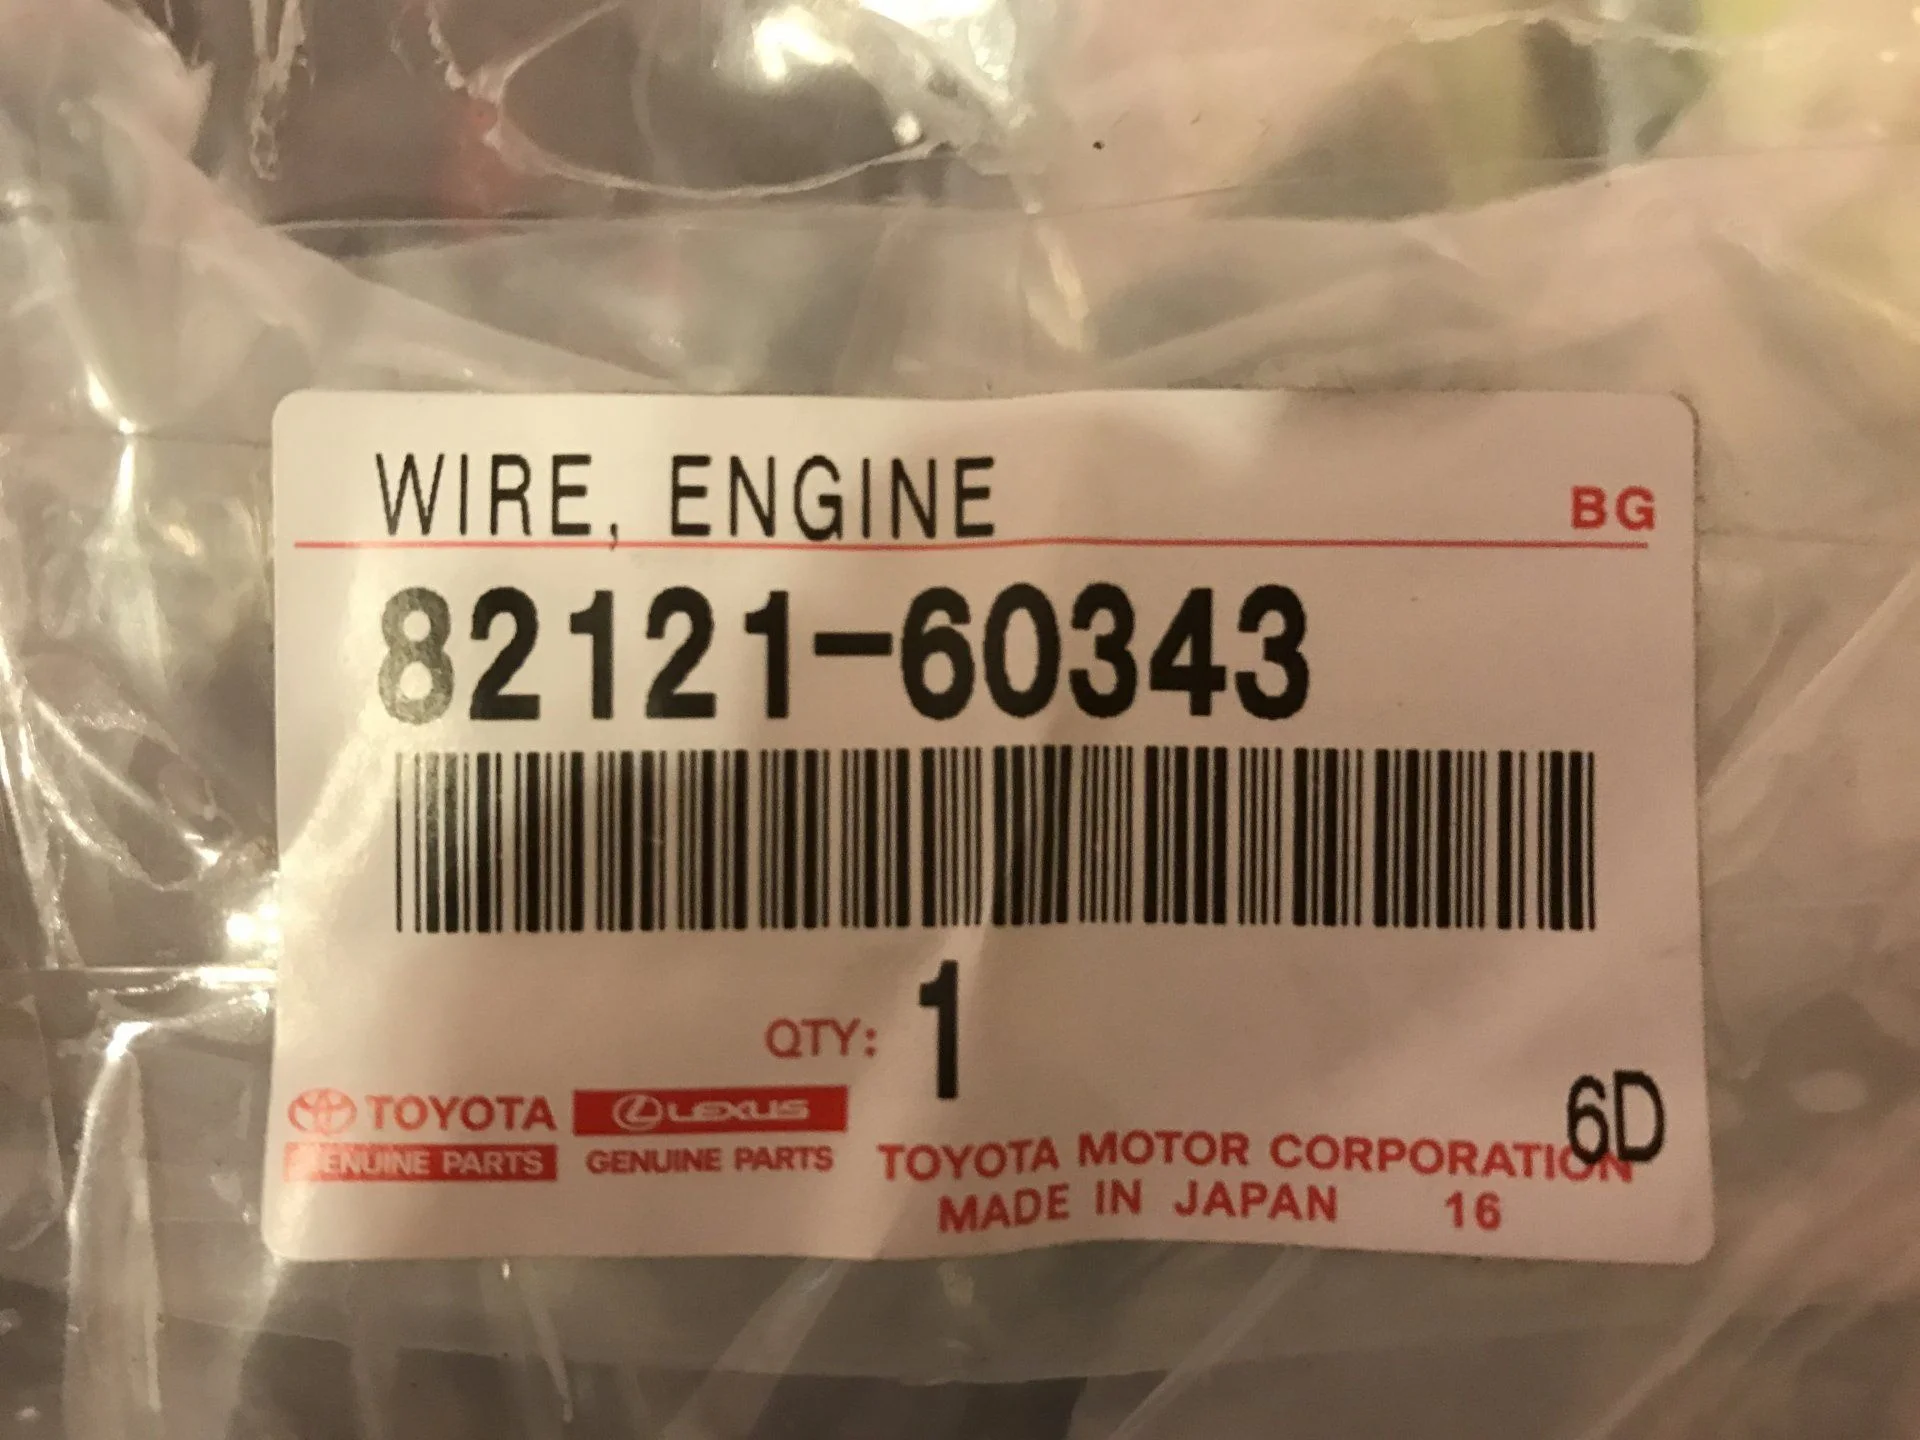 WIRE, ENGINE BG
82121-60343
QTY: 1
6D
TOYOTA LEXUS
GENUINE PARTS GENUINE PARTS
TOYOTA MOTOR CORPORATION
MADE IN JAPAN 16